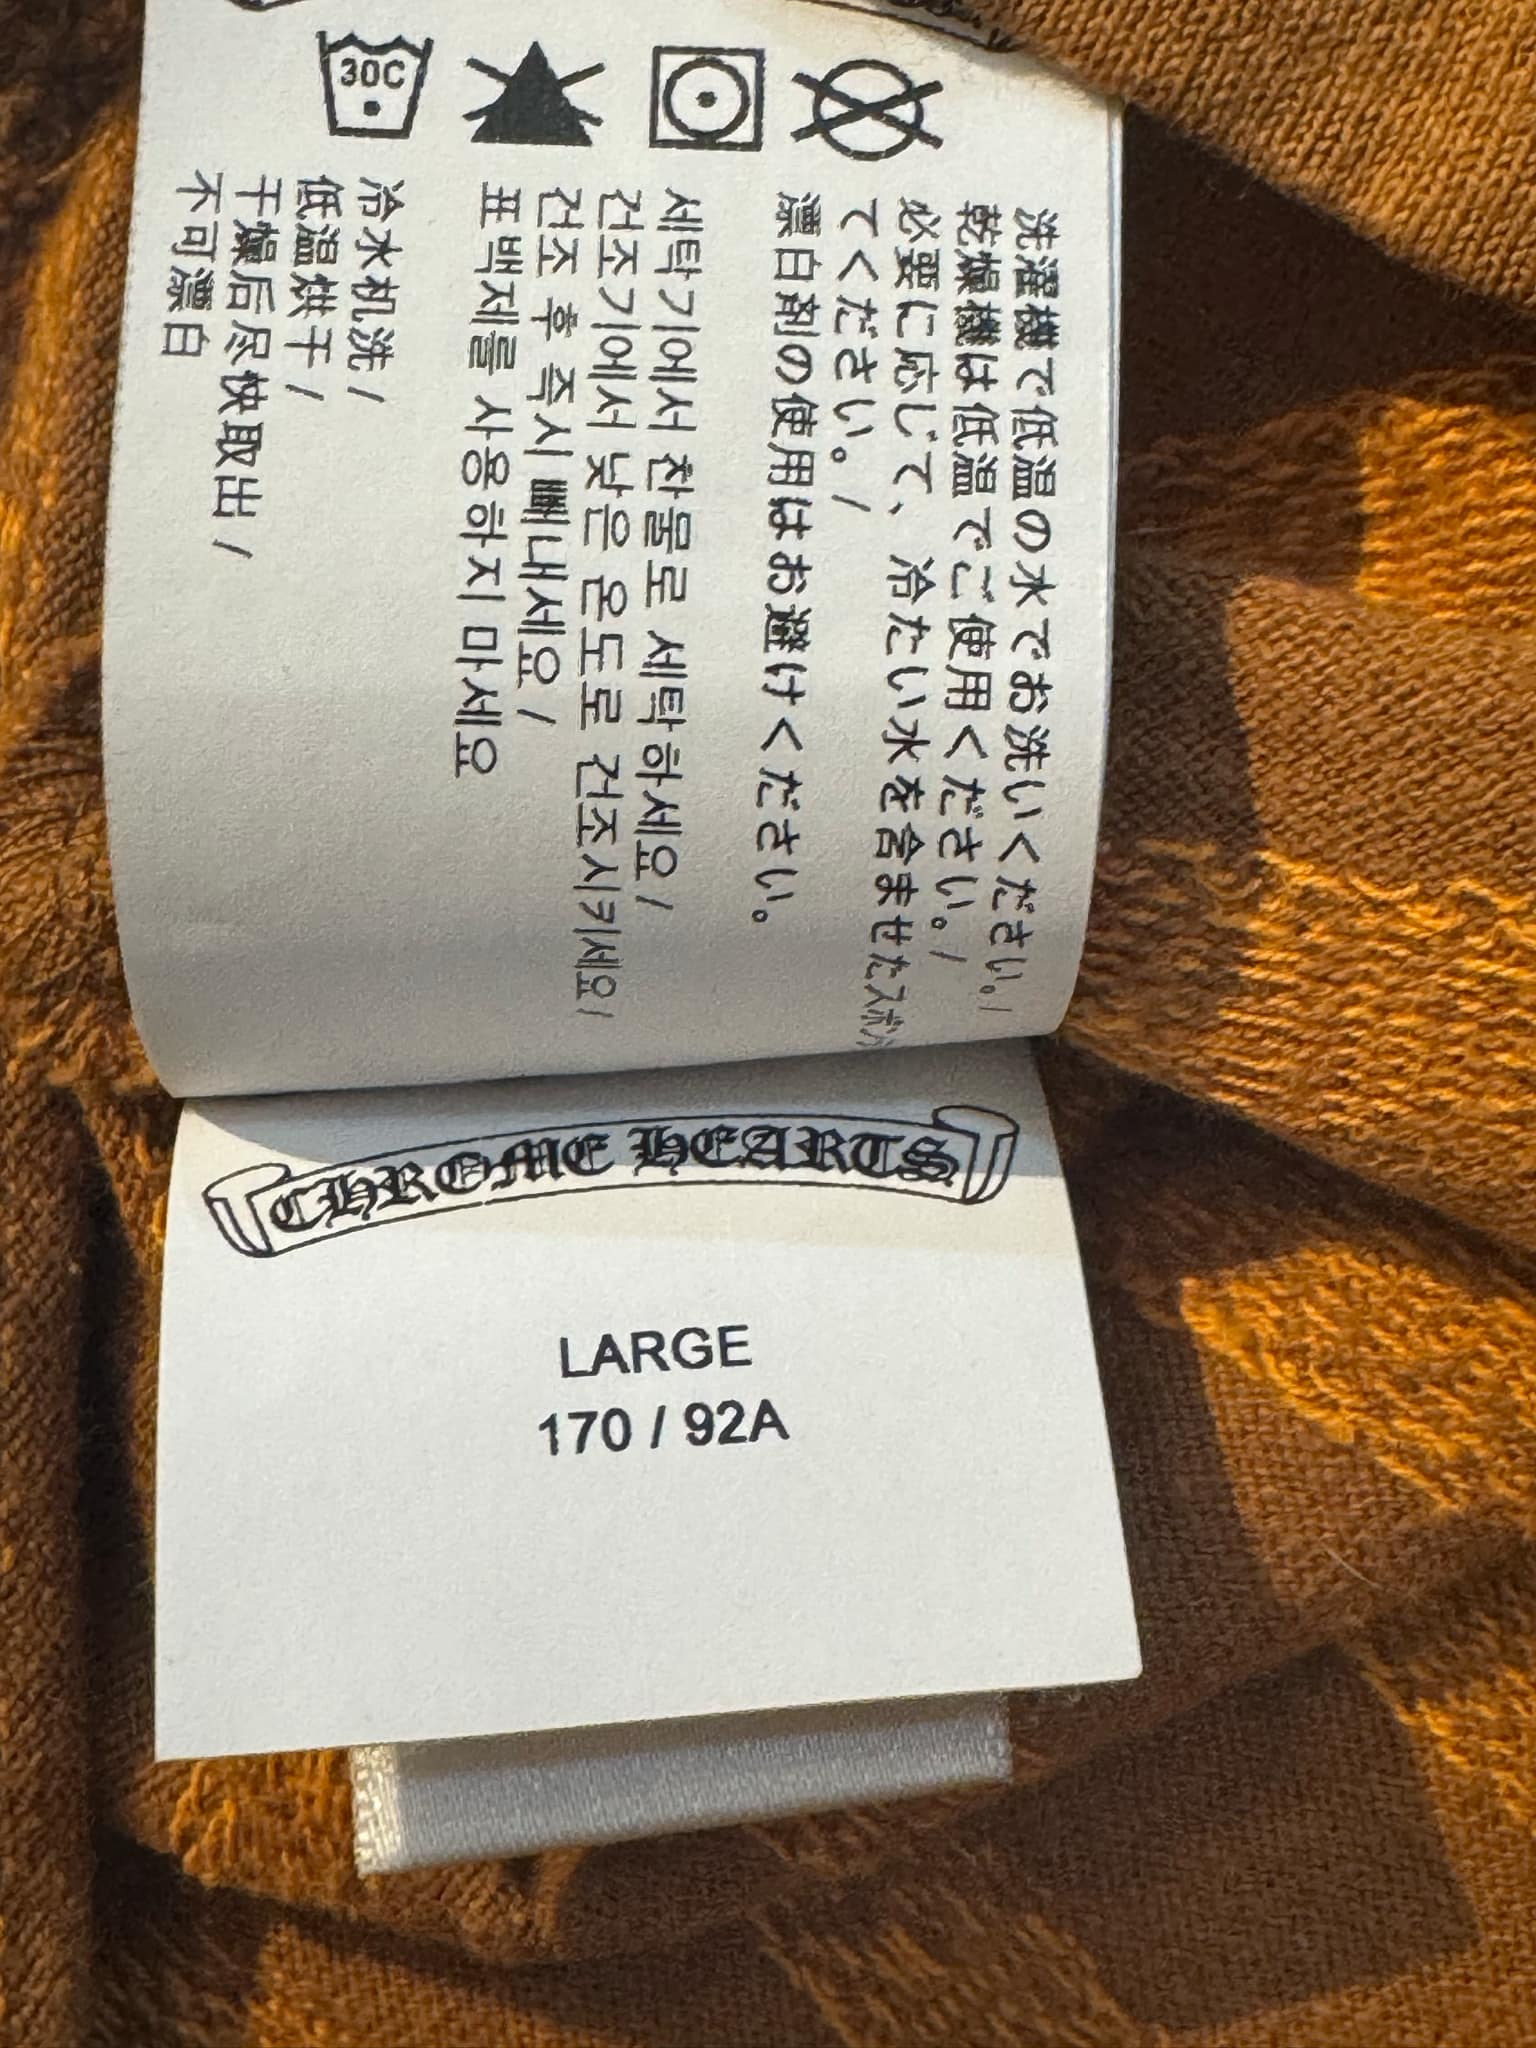 30C
洗濯機で低温の水でお洗いください。/
乾燥機は低温でご使用ください。/
必要に応じて、冷たい水を含ませたスポン
てください。/
漂白剤の使用はお避けください。
세탁기에서 찬물로 세탁하세요 /
건조기에서 낮은 온도로 건조시키세요 /
건조 후 즉시 빼내세요 /
표백제를 사용하지 마세요
冷水机洗 /
低温烘干 /
干燥后尽快取出 /
不可漂白
CHROME HEARTS
LARGE
170 / 92A